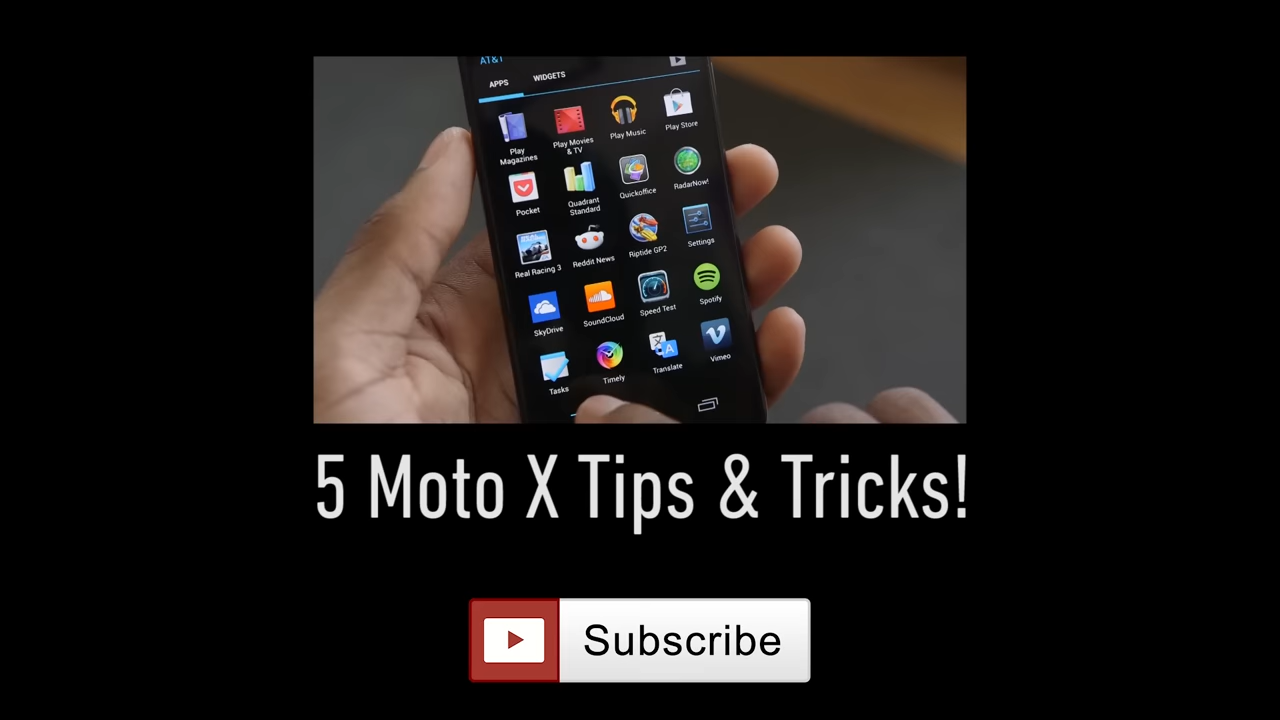 AT&T
APPS
WIDGETS
Play
Magazines
Play Movies
& TV
Play Music
Play Store
Pocket
Quadrant
Standard
Quickoffice
RadarNow!
Real Racing 3
Reddit News
Riptide GP2
Settings
SkyDrive
SoundCloud
Speed Test
Spotify
Tasks
Timely
Translate
Vimeo
5 Moto X Tips & Tricks!
Subscribe